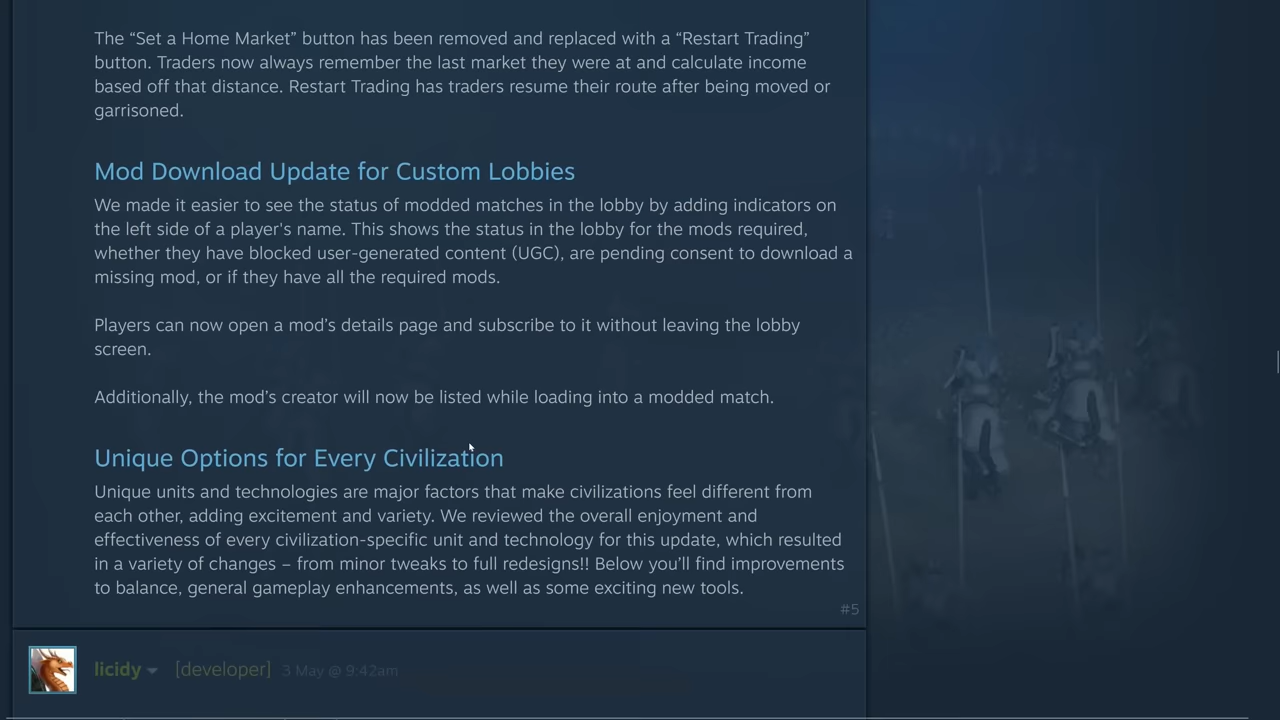 The “Set a Home Market” button has been removed and replaced with a “Restart Trading”
button. Traders now always remember the last market they were at and calculate income
based off that distance. Restart Trading has traders resume their route after being moved or
garrisoned.
Mod Download Update for Custom Lobbies
We made it easier to see the status of modded matches in the lobby by adding indicators on
the left side of a player’s name. This shows the status in the lobby for the mods required,
whether they have blocked user-generated content (UGC), are pending consent to download a
missing mod, or if they have all the required mods.
Players can now open a mod’s details page and subscribe to it without leaving the lobby
screen.
Additionally, the mod’s creator will now be listed while loading into a modded match.
Unique Options for Every Civilization
Unique units and technologies are major factors that make civilizations feel different from
each other, adding excitement and variety. We reviewed the overall enjoyment and
effectiveness of every civilization-specific unit and technology for this update, which resulted
in a variety of changes – from minor tweaks to full redesigns!! Below you’ll find improvements
to balance, general gameplay enhancements, as well as some exciting new tools.
#5
licidy [developer] 3 May @ 9:42am